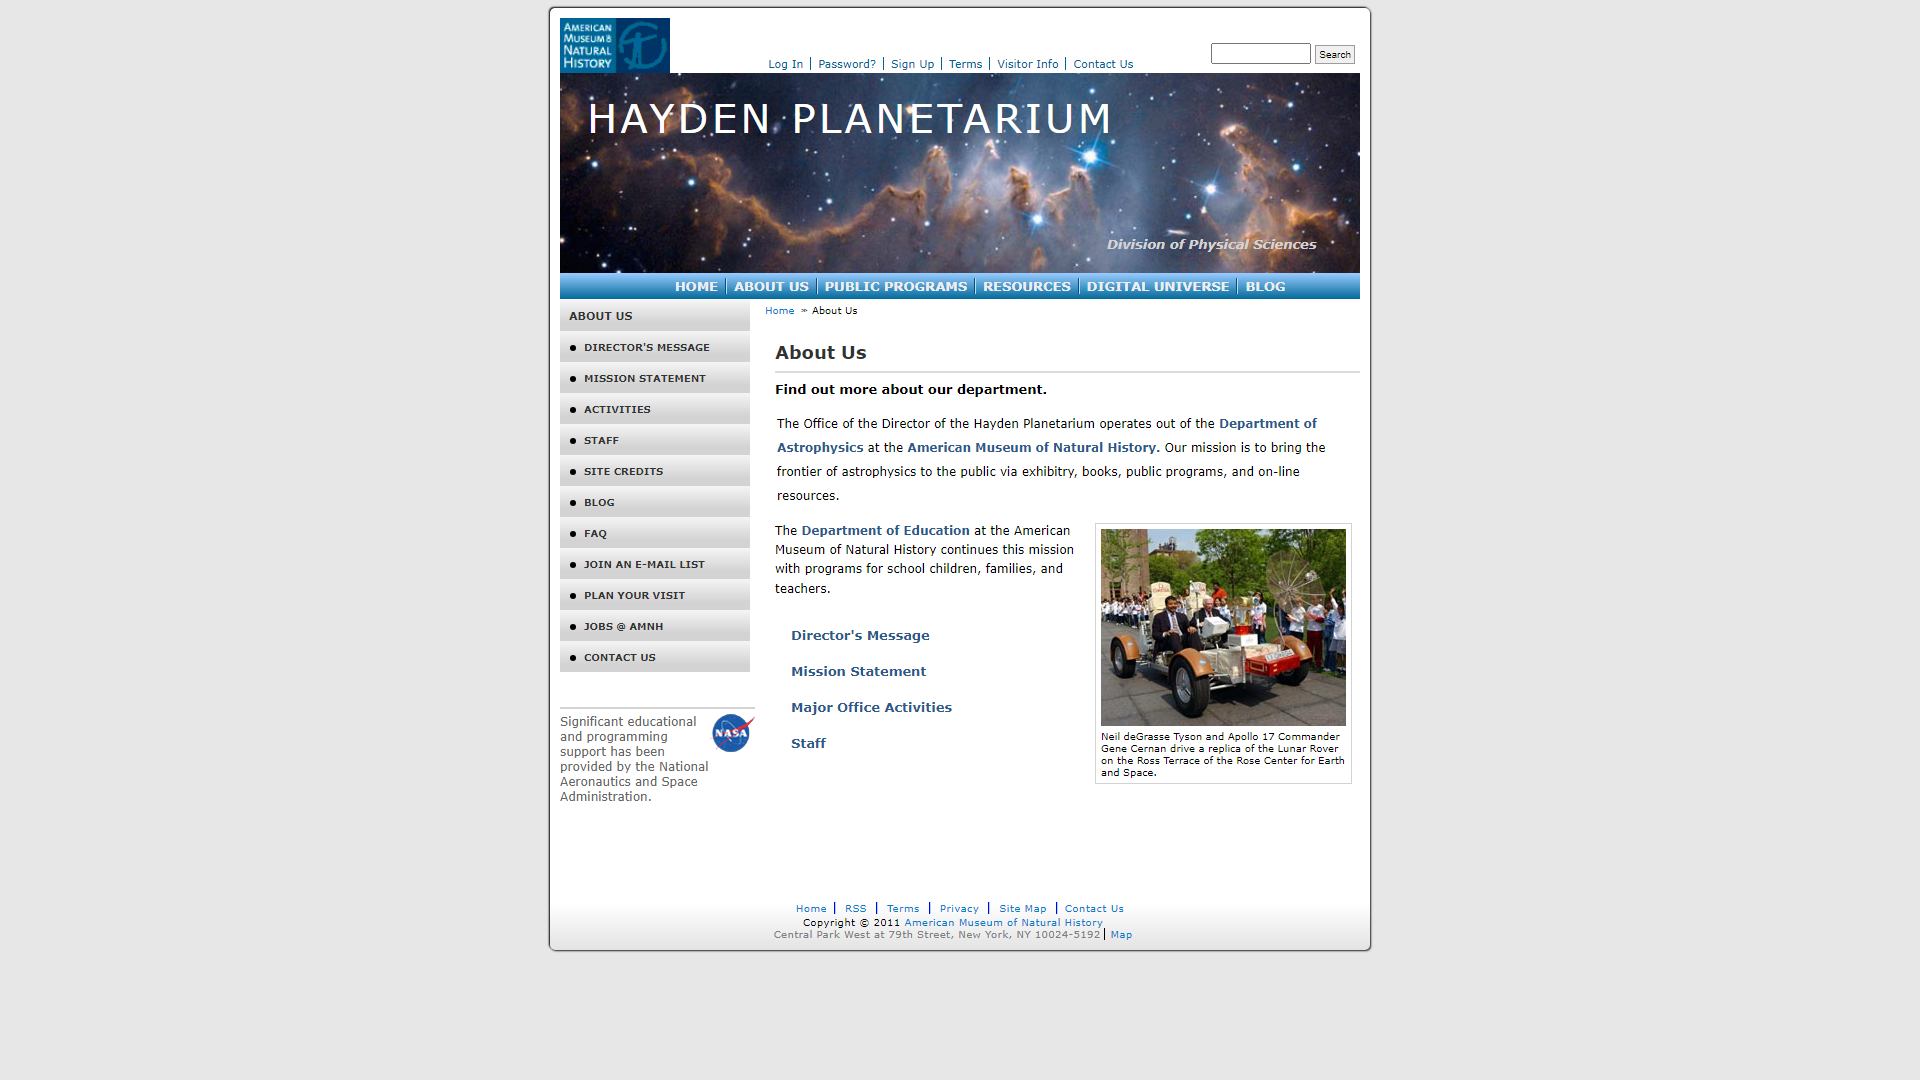 AMERICAN
MUSEUM OF
NATURAL
HISTORY
Log In | Password? | Sign Up | Terms | Visitor Info | Contact Us
Search
HAYDEN PLANETARIUM
Division of Physical Sciences
HOME | ABOUT US | PUBLIC PROGRAMS | RESOURCES | DIGITAL UNIVERSE | BLOG
ABOUT US
• DIRECTOR'S MESSAGE
• MISSION STATEMENT
• ACTIVITIES
• STAFF
• SITE CREDITS
• BLOG
• FAQ
• JOIN AN E-MAIL LIST
• PLAN YOUR VISIT
• JOBS @ AMNH
• CONTACT US
Significant educational
and programming
support has been
provided by the National
Aeronautics and Space
Administration.
NASA
Home » About Us
About Us
Find out more about our department.
The Office of the Director of the Hayden Planetarium operates out of the Department of
Astrophysics at the American Museum of Natural History. Our mission is to bring the
frontier of astrophysics to the public via exhibitry, books, public programs, and on-line
resources.
The Department of Education at the American
Museum of Natural History continues this mission
with programs for school children, families, and
teachers.
Director's Message
Mission Statement
Major Office Activities
Staff
Neil deGrasse Tyson and Apollo 17 Commander
Gene Cernan drive a replica of the Lunar Rover
on the Ross Terrace of the Rose Center for Earth
and Space.
Home | RSS | Terms | Privacy | Site Map | Contact Us
Copyright © 2011 American Museum of Natural History
Central Park West at 79th Street, New York, NY 10024-5192 | Map